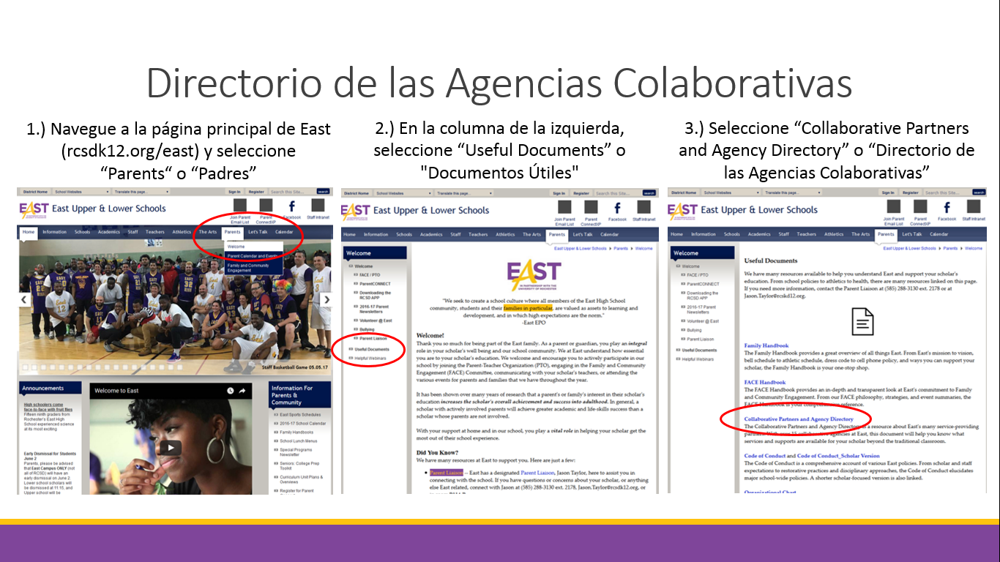 Directorio de las Agencias Colaborativas
1.) Navegue a la página principal de East
(rcsdk12.org/east) y seleccione
“Parents“ o “Padres”
2.) En la columna de la izquierda,
seleccione “Useful Documents” o
"Documentos Útiles"
3.) Seleccione “Collaborative Partners
and Agency Directory” o “Directorio de
las Agencias Colaborativas”
District Home School Websites Translate this page... Sign In Register Search this Site... search
EAST East Upper & Lower Schools
Join Parent Email List
Parent ConnectXP
Facebook
Staff Intranet
Home Information Schools Academics Staff Teachers Athletics The Arts Parents Let's Talk Calendar
Welcome
Parent Calendar and Events
Family and Community
Engagement
Staff Basketball Game 05.05.17
Announcements
High schoolers come
face-to-face with fruit flies
Fifteen ninth graders from
Rochester's East High
School experienced science
at its most exciting
Early Dismissal for Students
June 2
Parents, please be advised
that East Campus ONLY (not
all of RCSD) will have an
early dismissal on June 2.
Lower school scholars will
be dismissed at 11:15, and
Upper school will be
Welcome to East
Information For
Parents &
Community
East Sports Schedules
2016-17 School Calendar
Family Handbooks
School Lunch Menus
Special Programs
Newsletter
Seniors: College Prep
Toolkit
Curriculum Unit Plans &
Overviews
Register for Parent
District Home School Websites Translate this page... Sign In Register Search this Site... search
EAST East Upper & Lower Schools
Join Parent Email List
Parent ConnectXP
Facebook
Staff Intranet
Home Information Schools Academics Staff Teachers Athletics The Arts Parents Let's Talk Calendar
East Upper & Lower Schools Parents Welcome
Welcome
Welcome
FACE / PTO
ParentCONNECT
Downloading the
RCSD APP
2016-17 Parent
Newsletters
Volunteer @ East
Bullying
Parent Liaison
Useful Documents
Helpful Webinars
EAST
IN PARTNERSHIP WITH THE
UNIVERSITY OF ROCHESTER
"We seek to create a school culture where all members of the East High School
community, students and their families in particular, are valued as assets to learning and
development, and in which high expectations are the norm."
-East EPO
Welcome!
Thank you so much for being part of the East family. As a parent or guardian, you play an integral
role in your scholar's well being and our school community. We at East understand how essential
you are to your scholar's education. We welcome and encourage you to actively participate in our
school by joining the Parent-Teacher Organization (PTO), engaging in the Family and Community
Engagement (FACE) Committee, communicating with your scholar's teachers, or attending the
various events for parents and families that we have throughout the year.
It has been shown over many years of research that a parent's or family's interest in their scholar's
education increases the scholar's overall achievement and success into adulthood. In general, a
scholar with actively involved parents will achieve greater academic and life-skills success than a
scholar whose parents are not involved.
With your support at home and in our school, you play a vital role in helping your scholar get the
most out of their school experience.
Did You Know?
We have many resources at East to support you. Here are just a few:
Parent Liaison -- East has a designated Parent Liaison, Jason Taylor, here to assist you in
connecting with the school. If you have questions or concerns about your scholar, or anything
else East related, connect with Jason at (585) 288-3130 ext. 2178, Jason.Taylor@rcsdk12.org, or
District Home School Websites Translate this page... Sign In Register Search this Site... search
EAST East Upper & Lower Schools
Join Parent Email List
Parent ConnectXP
Facebook
Staff Intranet
Home Information Schools Academics Staff Teachers Athletics The Arts Parents Let's Talk Calendar
East Upper & Lower Schools Parents Welcome
Welcome
Welcome
FACE / PTO
ParentCONNECT
Downloading the
RCSD APP
2016-17 Parent
Newsletters
Volunteer @ East
Bullying
Parent Liaison
Useful Documents
Helpful Webinars
Useful Documents
We have many resources available to help you understand East and support your scholar's
education. From school policies to athletics to health, there are many resources linked on this page.
If you need more information, contact the Parent Liaison at (585) 288-3130 ext. 2178 or at
Jason.Taylor@rcskd12.org.
Family Handbook
The Family Handbook provides a great overview of all things East. From East's mission to vision,
bell schedule to athletic schedule, dress code to cell phone policy, and ways you can support your
scholar, the Family Handbook is your one-stop shop.
FACE Handbook
The FACE Handbook provides an in-depth and transparent look at East's commitment to Family
and Community Engagement. From our FACE philosophy, strategies, and event summaries, the
FACE Handbook is your comprehensive reference.
Collaborative Partners and Agency Directory
The Collaborative Partners and Agency Directory is a resource about East's many service-providing
partners. With over 15 collaborative agencies at East, this document will help you know what
services and supports are available for your scholar beyond the traditional classroom.
Code of Conduct and Code of Conduct_Scholar Version
The Code of Conduct is a comprehensive account of various East policies. From scholar and staff
expectations to restorative practices and disciplinary approaches, the Code of Conduct elucidates
major school-wide policies. A shorter scholar-focused version is also linked.
Organizational Chart